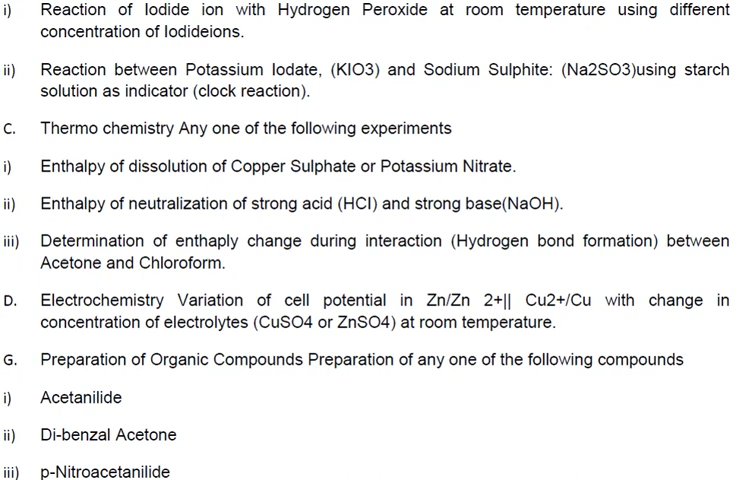 i) Reaction of Iodide ion with Hydrogen Peroxide at room temperature using different
concentration of Iodideions.
ii) Reaction between Potassium Iodate, (KIO3) and Sodium Sulphite: (Na2SO3)using starch
solution as indicator (clock reaction).
C. Thermo chemistry Any one of the following experiments
i) Enthalpy of dissolution of Copper Sulphate or Potassium Nitrate.
ii) Enthalpy of neutralization of strong acid (HCI) and strong base(NaOH).
iii) Determination of enthaply change during interaction (Hydrogen bond formation) between
Acetone and Chloroform.
D. Electrochemistry Variation of cell potential in Zn/Zn 2+|| Cu2+/Cu with change in
concentration of electrolytes (CuSO4 or ZnSO4) at room temperature.
G. Preparation of Organic Compounds Preparation of any one of the following compounds
i) Acetanilide
ii) Di-benzal Acetone
iii) p-Nitroacetanilide